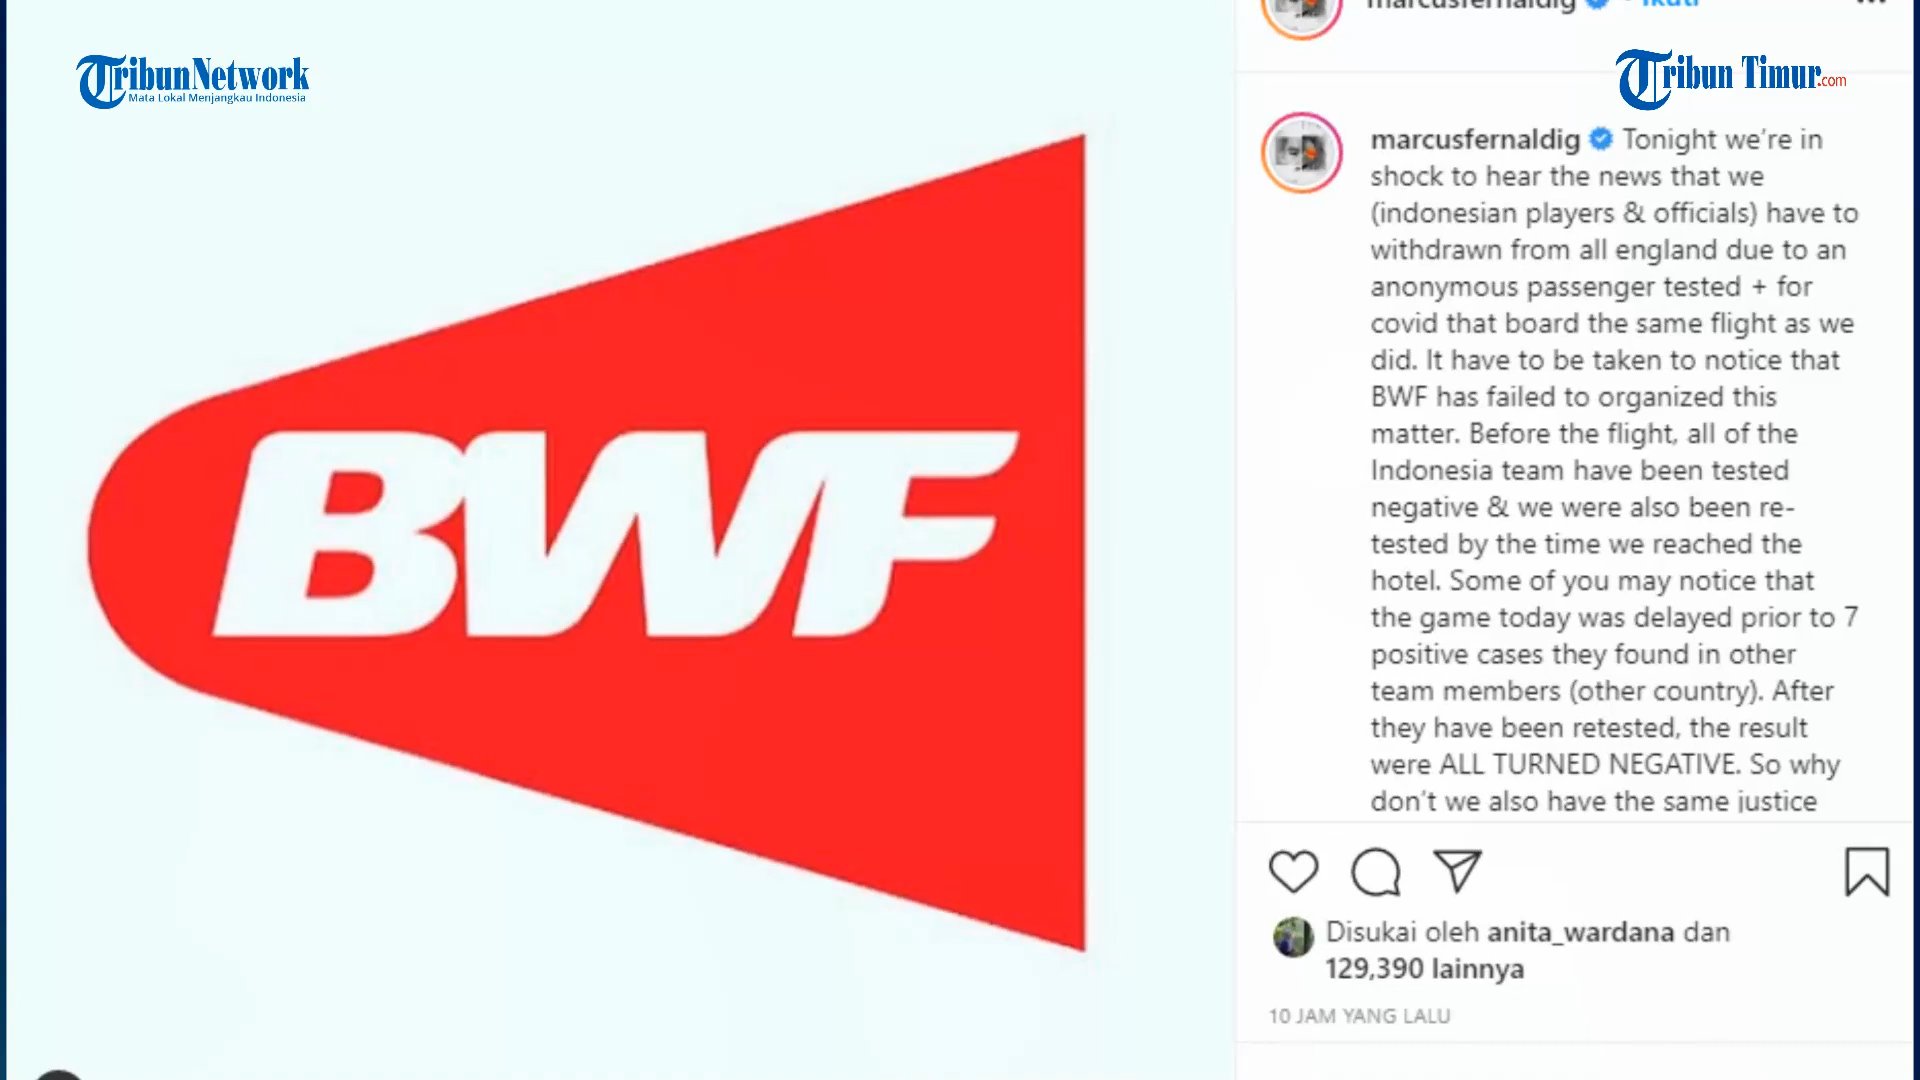 marcusfernaldig • Ikuti
TribunNetwork
Mata Lokal Menjangkau Indonesia
Tribun Timur.com
BWF
marcusfernaldig Tonight we're in
shock to hear the news that we
(indonesian players & officials) have to
withdrawn from all england due to an
anonymous passenger tested + for
covid that board the same flight as we
did. It have to be taken to notice that
BWF has failed to organized this
matter. Before the flight, all of the
Indonesia team have been tested
negative & we were also been re-
tested by the time we reached the
hotel. Some of you may notice that
the game today was delayed prior to 7
positive cases they found in other
team members (other country). After
they have been retested, the result
were ALL TURNED NEGATIVE. So why
don't we also have the same justice
Disukai oleh anita_wardana dan
129,390 lainnya
10 JAM YANG LALU